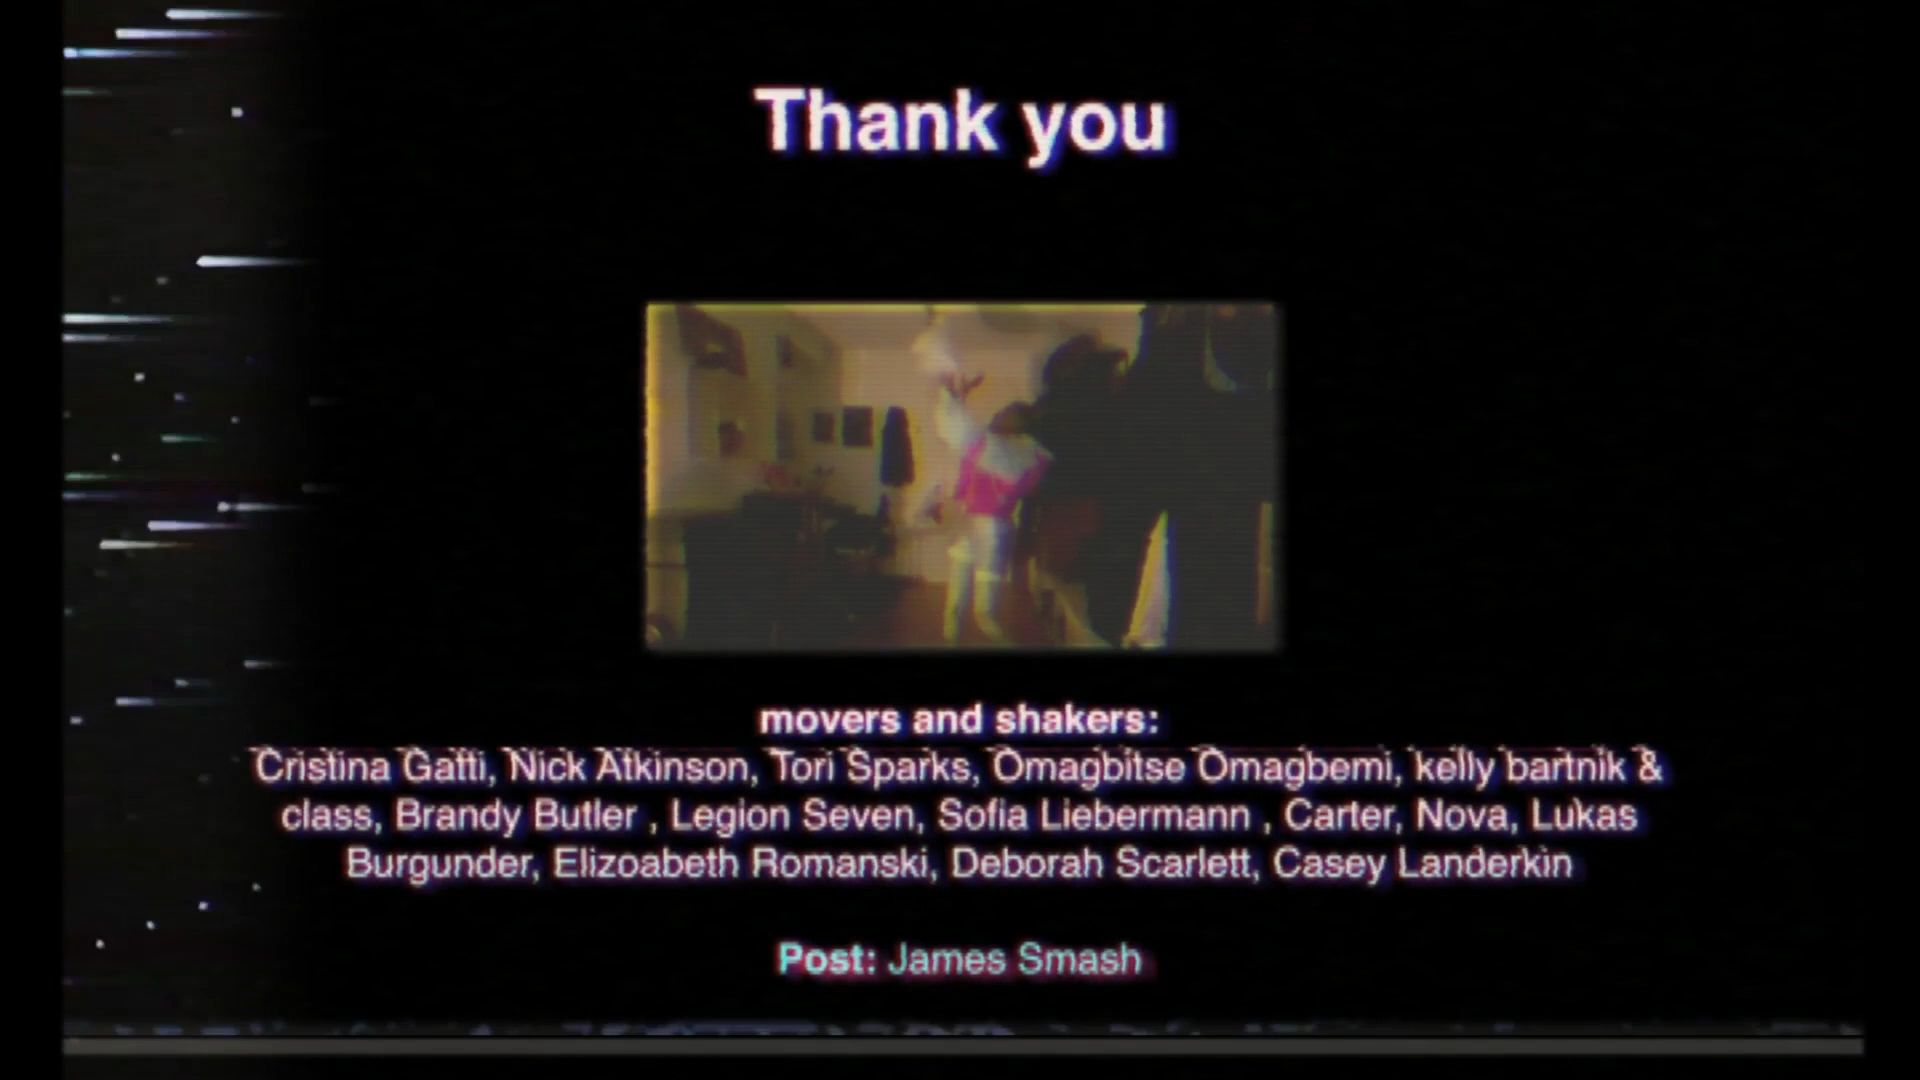 Thank you
movers and shakers:
Cristina Gatti, Nick Atkinson, Tori Sparks, Omagbitse Omagbemi, kelly bartnik &
class, Brandy Butler , Legion Seven, Sofia Liebermann , Carter, Nova, Lukas
Burgunder, Elizoabeth Romanski, Deborah Scarlett, Casey Landerkin
Post: James Smash